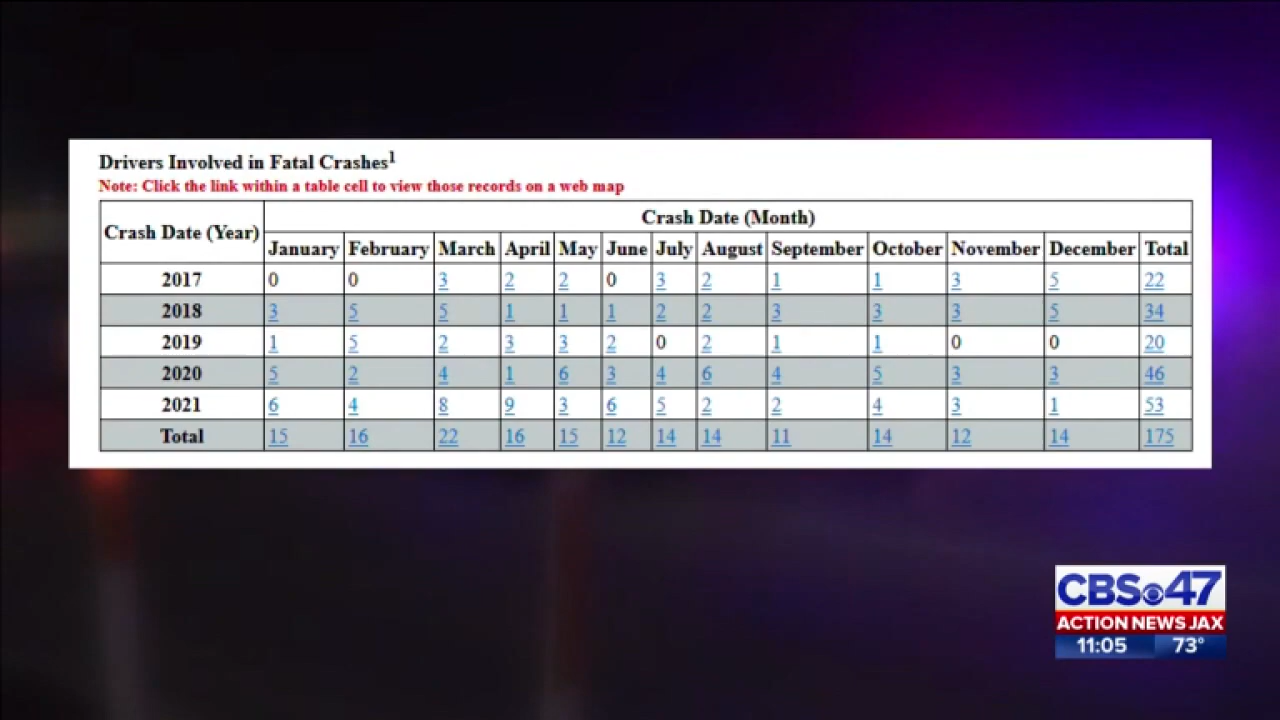 Drivers Involved in Fatal Crashes1
Note: Click the link within a table cell to view those records on a web map
Crash Date (Year) Crash Date (Month)
January February March April May June July August September October November December Total
2017 0 0 3 2 2 0 3 2 1 1 3 5 22
2018 3 5 5 1 1 1 2 2 3 3 3 5 34
2019 1 5 2 3 3 2 0 2 1 1 0 0 20
2020 5 2 4 1 6 3 4 6 4 5 3 3 46
2021 6 4 8 9 3 6 5 2 2 4 3 1 53
Total 15 16 22 16 15 12 14 14 11 14 12 14 175
CBS 47
ACTION NEWS JAX
11:05 73°